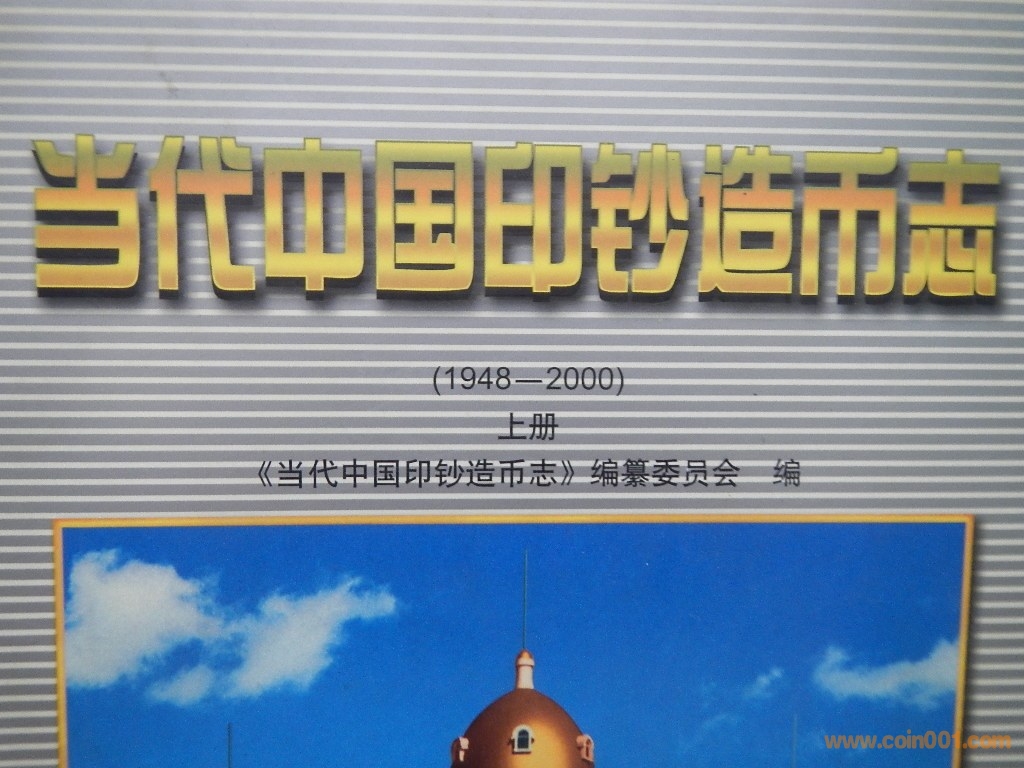 当代中国印钞造币志
(1948—2000)
上册
《当代中国印钞造币志》编纂委员会 编
www.coin001.com